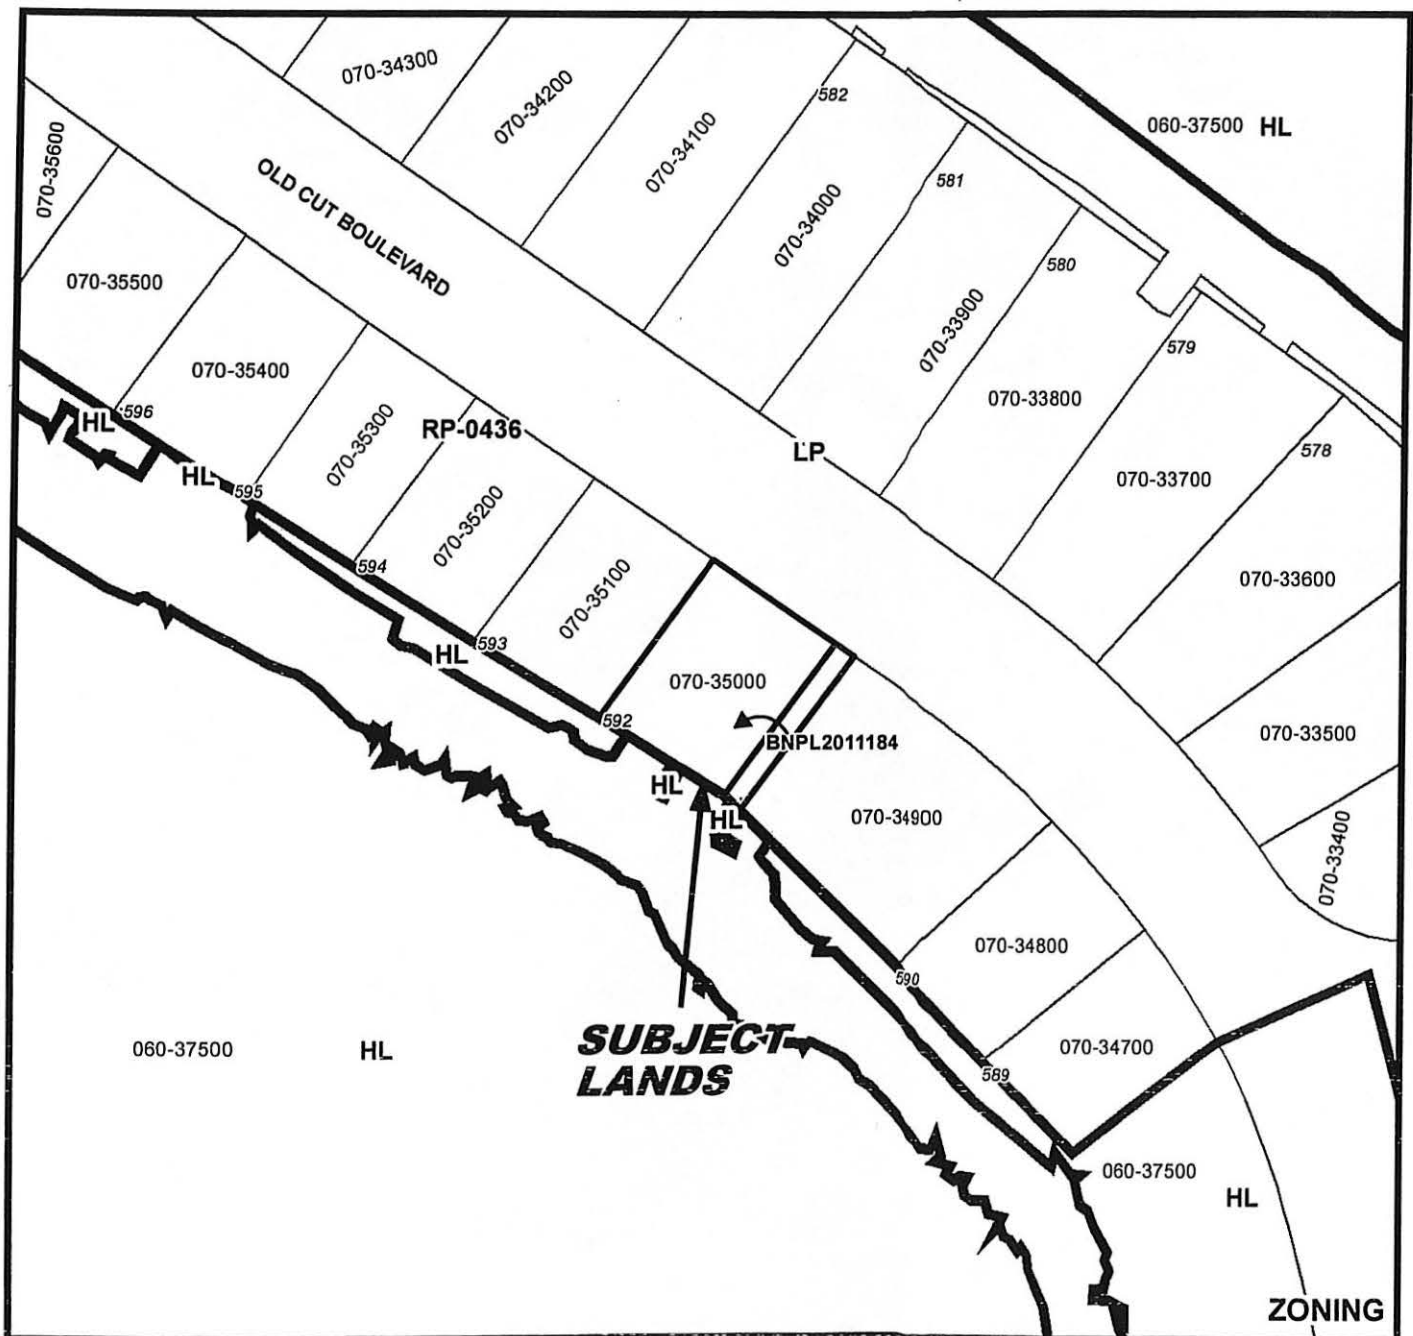 070-34300
070-34200
070-34100
582
060-37500 HL
070-35600
OLD CUT BOULEVARD
070-34000
581
580
070-35500
070-33900
579
070-35400
070-33800
596
HL
070-35300
RP-0436
LP
578
070-33700
HL
595
070-35200
594
070-33600
070-35100
593
HL
070-35000
592
BNPL2011184
070-33500
HL
HL
070-34900
070-33400
070-34800
590
SUBJECT
LANDS
060-37500
HL
070-34700
589
060-37500
HL
ZONING